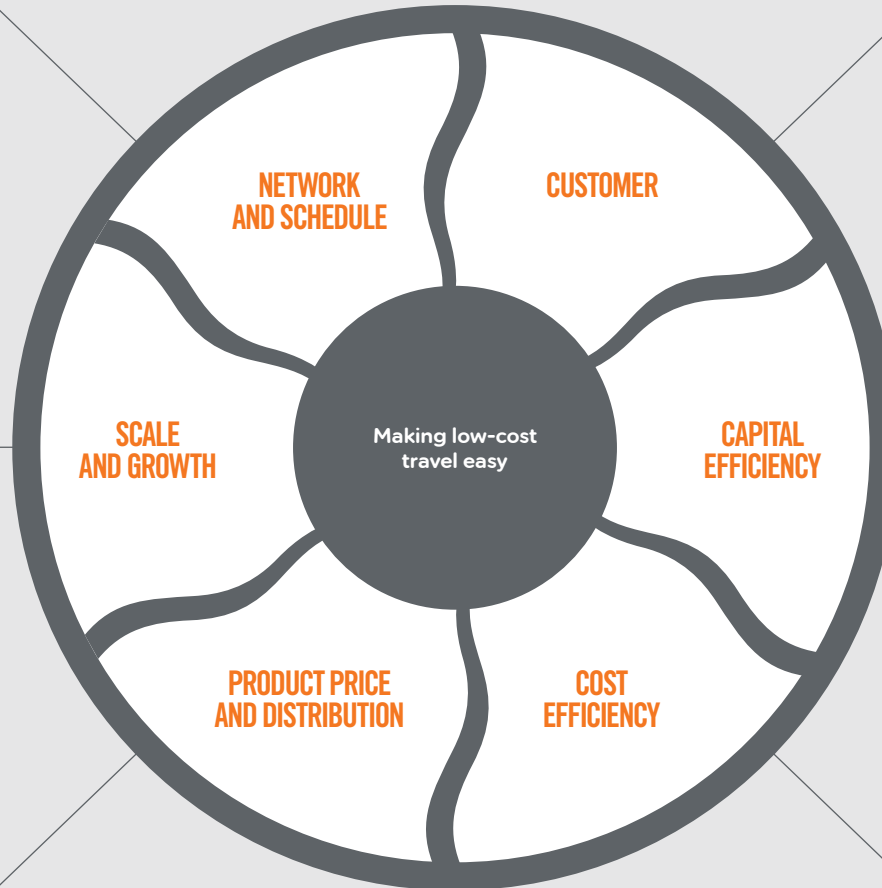 NETWORK
AND SCHEDULE
CUSTOMER
SCALE
AND GROWTH
Making low-cost
travel easy
CAPITAL
EFFICIENCY
PRODUCT PRICE
AND DISTRIBUTION
COST
EFFICIENCY